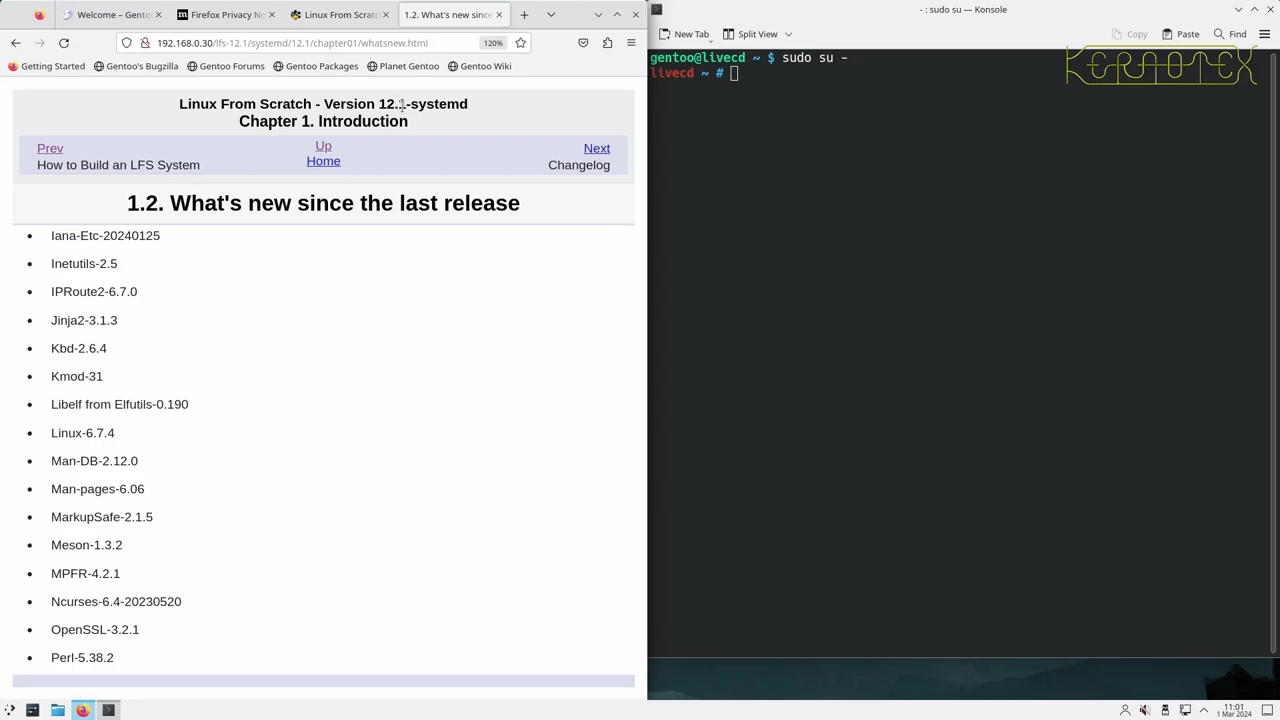 Welcome – Gento
Firefox Privacy No
Linux From Scratc
1.2. What's new since
- : sudo su — Konsole
192.168.0.30/lfs-12.1/systemd/12.1/chapter01/whatsnew.html
120%
New Tab
Split View
Copy
Paste
Find
Getting Started
Gentoo's Bugzilla
Gentoo Forums
Gentoo Packages
Planet Gentoo
Gentoo Wiki
gentoo@livecd ~ $ sudo su -
livecd ~ #
KERNOTEX
Linux From Scratch - Version 12.1-systemd
Chapter 1. Introduction
Prev
Up
Next
How to Build an LFS System
Home
Changelog
1.2. What's new since the last release
Iana-Etc-20240125
Inetutils-2.5
IPRoute2-6.7.0
Jinja2-3.1.3
Kbd-2.6.4
Kmod-31
Libelf from Elfutils-0.190
Linux-6.7.4
Man-DB-2.12.0
Man-pages-6.06
MarkupSafe-2.1.5
Meson-1.3.2
MPFR-4.2.1
Ncurses-6.4-20230520
OpenSSL-3.2.1
Perl-5.38.2
11:01
1 Mar 2024